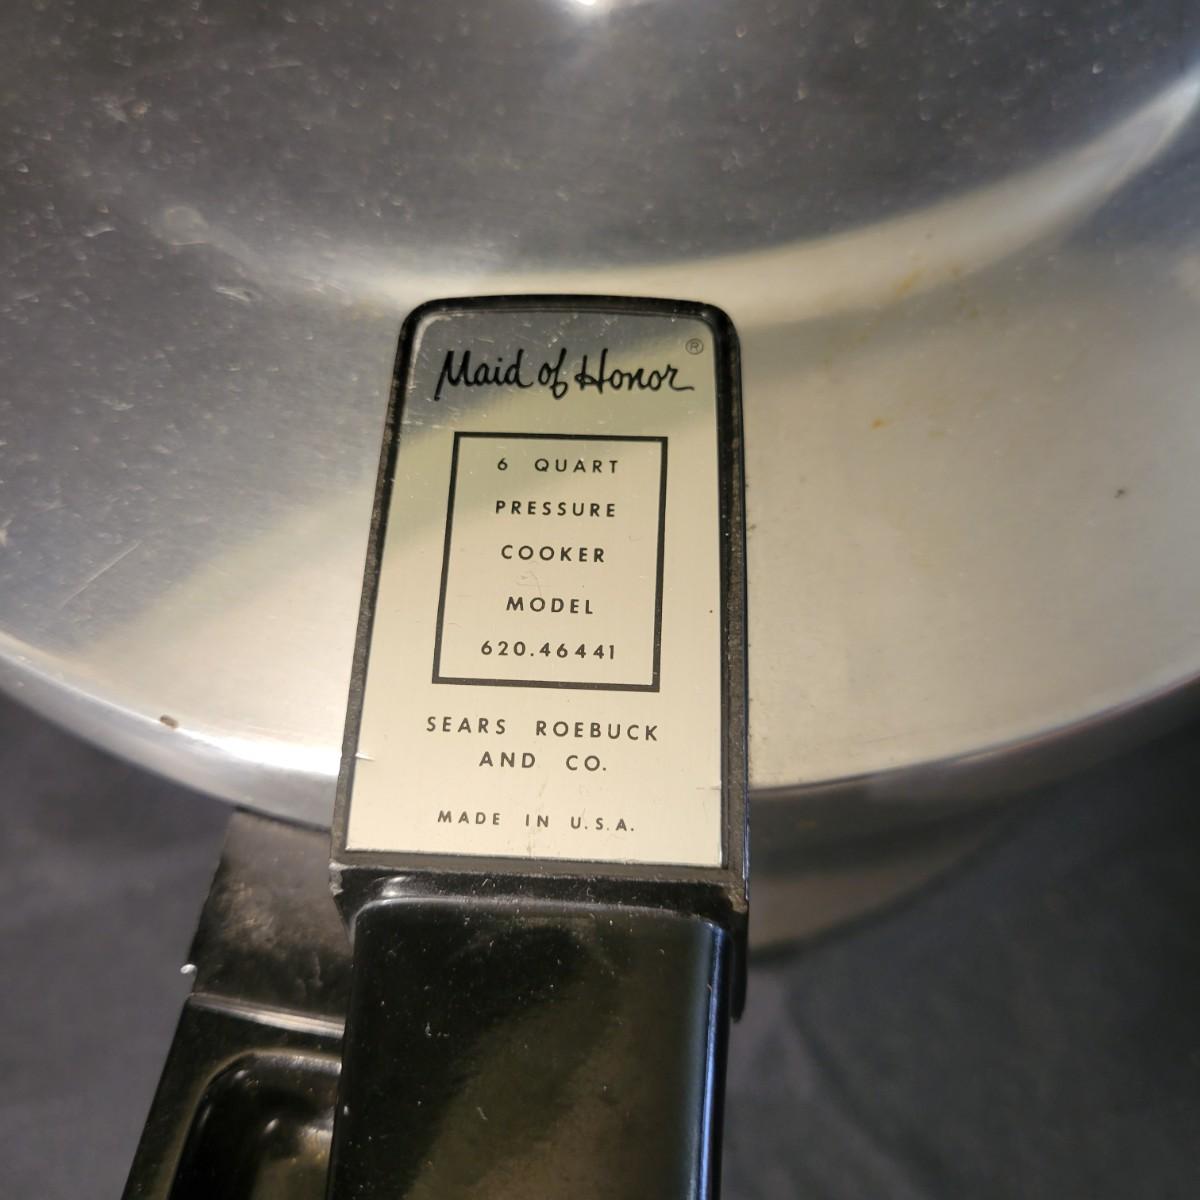 Maid of Honor ®
6 QUART
PRESSURE
COOKER
MODEL
620.46441
SEARS ROEBUCK
AND CO.
MADE IN U.S.A.